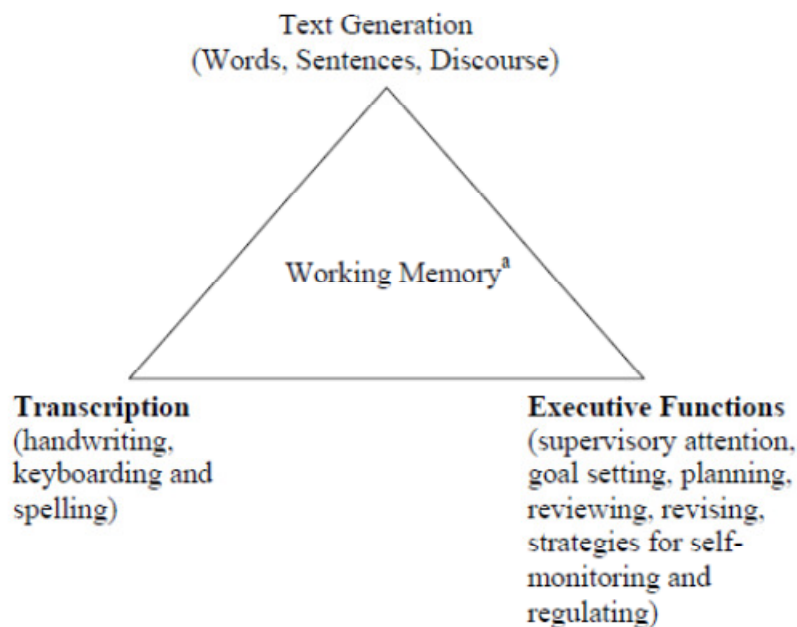 Text Generation
(Words, Sentences, Discourse)
Working Memoryᵃ
Transcription
(handwriting,
keyboarding and
spelling)
Executive Functions
(supervisory attention,
goal setting, planning,
reviewing, revising,
strategies for self-
monitoring and
regulating)